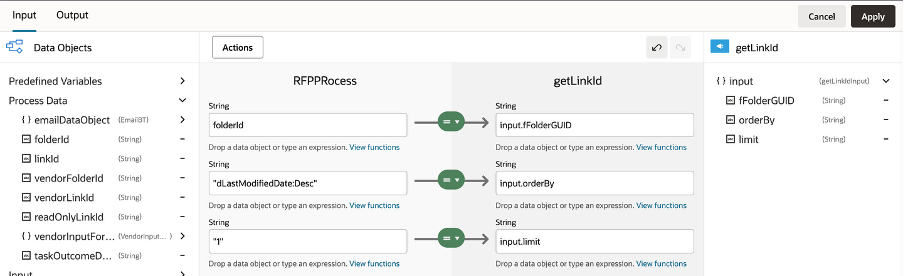 Input Output Cancel Apply
Data Objects Actions getLinkId
Predefined Variables
Process Data
emailDataObject (EmailBT)
folderId (String)
linkId (String)
vendorFolderId (String)
vendorLinkId (String)
readOnlyLinkId (String)
{ } vendorInputFor... (VendorInput... )
taskOutcomeD... (String)
Input
RFPPRocess getLinkId
String String
folderId = input.fFolderGUID
Drop a data object or type an expression. View functions Drop a data object or type an expression. View functions
String String
"dLastModifiedDate:Desc" = input.orderBy
Drop a data object or type an expression. View functions Drop a data object or type an expression. View functions
String String
"1" = input.limit
Drop a data object or type an expression. View functions Drop a data object or type an expression. View functions
{ } input (getLinkIdInput)
fFolderGUID (String)
orderBy (String)
limit (String)